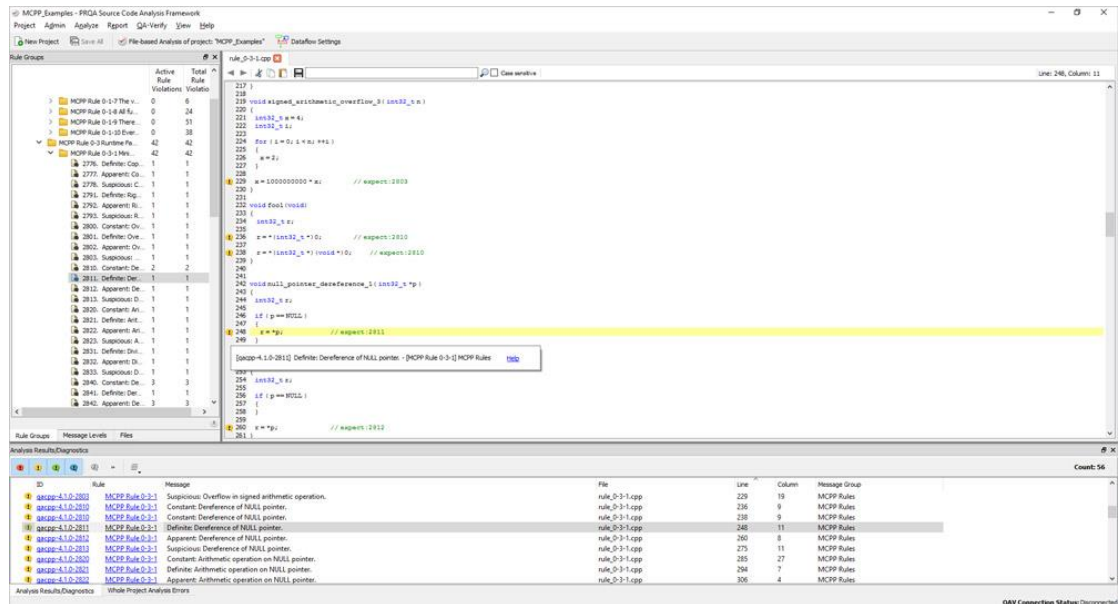 MCPP_Examples - PRQA Source Code Analysis Framework
Project Admin Analyze Report QA-Verify View Help
New Project Save All File-based Analysis of project: "MCPP_Examples" Dataflow Settings
Rule Groups
Active Rule Violations Total Rule Violatio
MCPP Rule 0-1-7 The v... 0 6
MCPP Rule 0-1-8 All fu... 0 24
MCPP Rule 0-1-9 There... 0 51
MCPP Rule 0-1-10 Ever... 0 38
MCPP Rule 0-3 Runtime Fa... 42 42
MCPP Rule 0-3-1 Mini... 42 42
2776. Definite: Cop... 1 1
2777. Apparent: Co... 1 1
2778. Suspicious: C... 1 1
2791. Definite: Rig... 1 1
2792. Apparent: Ri... 1 1
2793. Suspicious: R... 1 1
2800. Constant: Ov... 1 1
2801. Definite: Ove... 1 1
2802. Apparent: Ov... 1 1
2803. Suspicious: ... 1 1
2810. Constant: De... 2 2
2811. Definite: Der... 1 1
2812. Apparent: De... 1 1
2813. Suspicious: D... 1 1
2820. Constant: Ari... 1 1
2821. Definite: Arit... 1 1
2822. Apparent: Ari... 1 1
2823. Suspicious: A... 1 1
2831. Definite: Divi... 1 1
2832. Apparent: Di... 1 1
2833. Suspicious: D... 1 1
2840. Constant: De... 3 3
2841. Definite: Der... 1 1
2842. Apparent: De... 3 3
Rule Groups Message Levels Files
rule_0-3-1.cpp
Case sensitive
Line: 248, Column: 11
217 }
218
219 void signed_arithmetic_overflow_S( int32_t n )
220 {
221 int32_t x = 4;
222 int32_t i;
223
224 for ( i = 0; i < n; ++i )
225 {
226 x = 2;
227 }
228
229 x = 1000000000 * x; // expect:2803
230 }
231
232 void fool(void)
233 {
234 int32_t r;
235
236 r = *(int32_t *)0; // expect:2810
237
238 r = *(int32_t *) (void *)0; // expect:2810
239 }
240
241
242 void null_pointer_dereference_1( int32_t *p )
243 {
244 int32_t r;
245
246 if ( p == NULL )
247 {
248 r = *p; // expect:2811
249 }
[qacpp-4.1.0-2811] Definite: Dereference of NULL pointer. - [MCPP Rule 0-3-1] MCPP Rules Help
253 {
254 int32_t r;
255
256 if ( p == NULL )
257 {
258 }
259
260 r = *p; // expect:2812
261 }
Analysis Results/Diagnostics
Count: 56
ID Rule Message File Line Column Message Group
qacpp-4.1.0-2803 MCPP Rule 0-3-1 Suspicious: Overflow in signed arithmetic operation. rule_0-3-1.cpp 229 19 MCPP Rules
qacpp-4.1.0-2810 MCPP Rule 0-3-1 Constant: Dereference of NULL pointer. rule_0-3-1.cpp 236 9 MCPP Rules
qacpp-4.1.0-2810 MCPP Rule 0-3-1 Constant: Dereference of NULL pointer. rule_0-3-1.cpp 238 9 MCPP Rules
qacpp-4.1.0-2811 MCPP Rule 0-3-1 Definite: Dereference of NULL pointer. rule_0-3-1.cpp 248 11 MCPP Rules
qacpp-4.1.0-2812 MCPP Rule 0-3-1 Apparent: Dereference of NULL pointer. rule_0-3-1.cpp 260 8 MCPP Rules
qacpp-4.1.0-2813 MCPP Rule 0-3-1 Suspicious: Dereference of NULL pointer. rule_0-3-1.cpp 275 11 MCPP Rules
qacpp-4.1.0-2820 MCPP Rule 0-3-1 Constant: Arithmetic operation on NULL pointer. rule_0-3-1.cpp 285 27 MCPP Rules
qacpp-4.1.0-2821 MCPP Rule 0-3-1 Definite: Arithmetic operation on NULL pointer. rule_0-3-1.cpp 294 7 MCPP Rules
qacpp-4.1.0-2822 MCPP Rule 0-3-1 Apparent: Arithmetic operation on NULL pointer. rule_0-3-1.cpp 306 4 MCPP Rules
Analysis Results/Diagnostics Whole Project Analysis Errors
QAV Connection Status: Disconnected